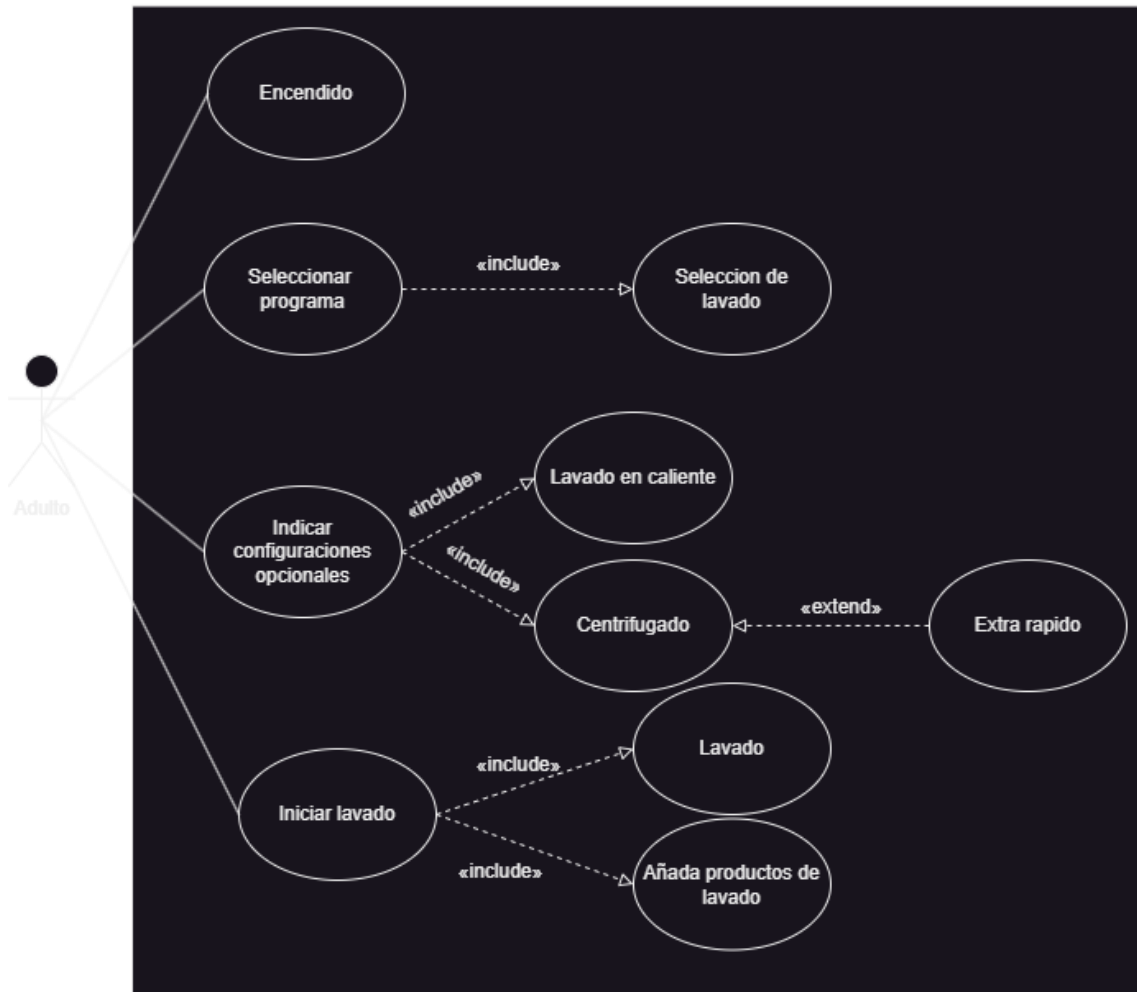 Encendido
Seleccionar
programa
«include»
Seleccion de
lavado
Adulto
Indicar
configuraciones
opcionales
«include»
Lavado en caliente
«include»
Centrifugado
«extend»
Extra rapido
Iniciar lavado
«include»
Lavado
«include»
Añada productos de
lavado